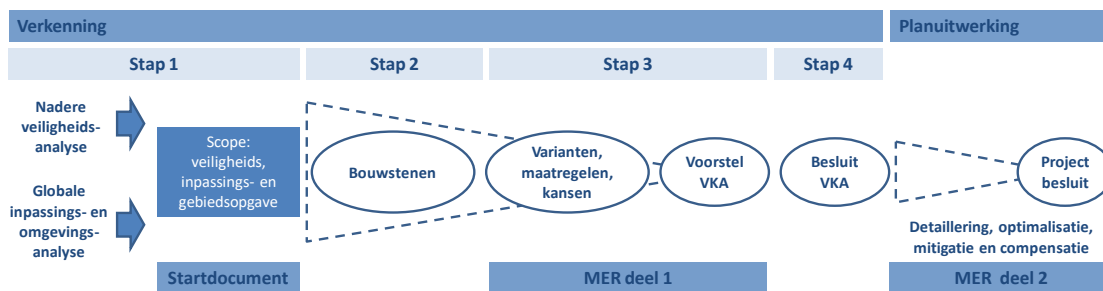 Verkenning
Planuitwerking
Stap 1
Stap 2
Stap 3
Stap 4
Nadere
veiligheids-
analyse
Globale
inpassings- en
omgevings-
analyse
Scope:
veiligheids,
inpassings- en
gebiedsopgave
Bouwstenen
Varianten,
maatregelen,
kansen
Voorstel
VKA
Besluit
VKA
Project
besluit
Detaillering, optimalisatie,
mitigatie en compensatie
Startdocument
MER deel 1
MER deel 2